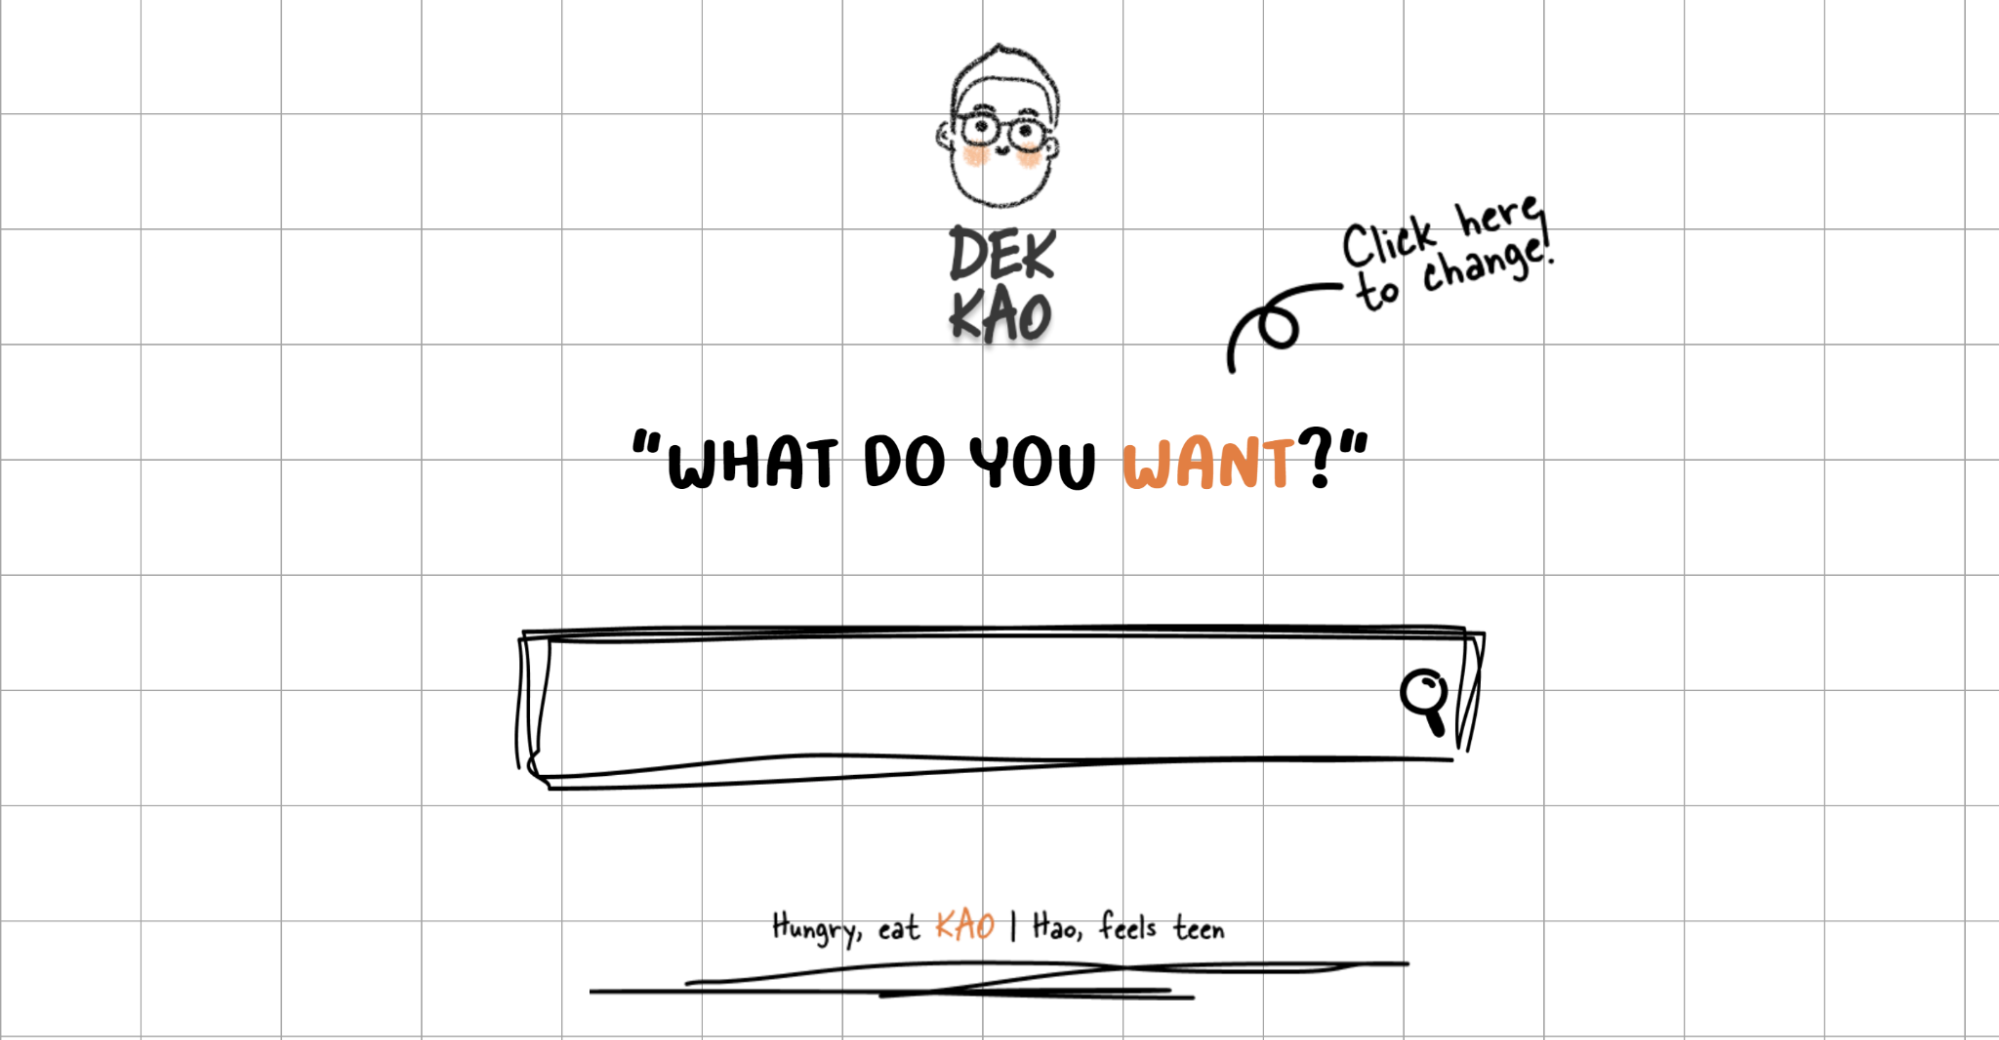 DEK
KAO
Click here,
to change!
"WHAT DO YOU WANT?"
Hungry, eat KAO | Hao, feels teen